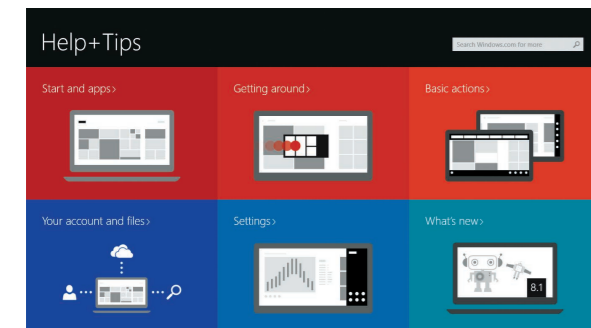 Help+Tips
Search Windows.com for more
Start and apps>
Getting around>
Basic actions>
Your account and files>
Settings>
What's new>
8.1